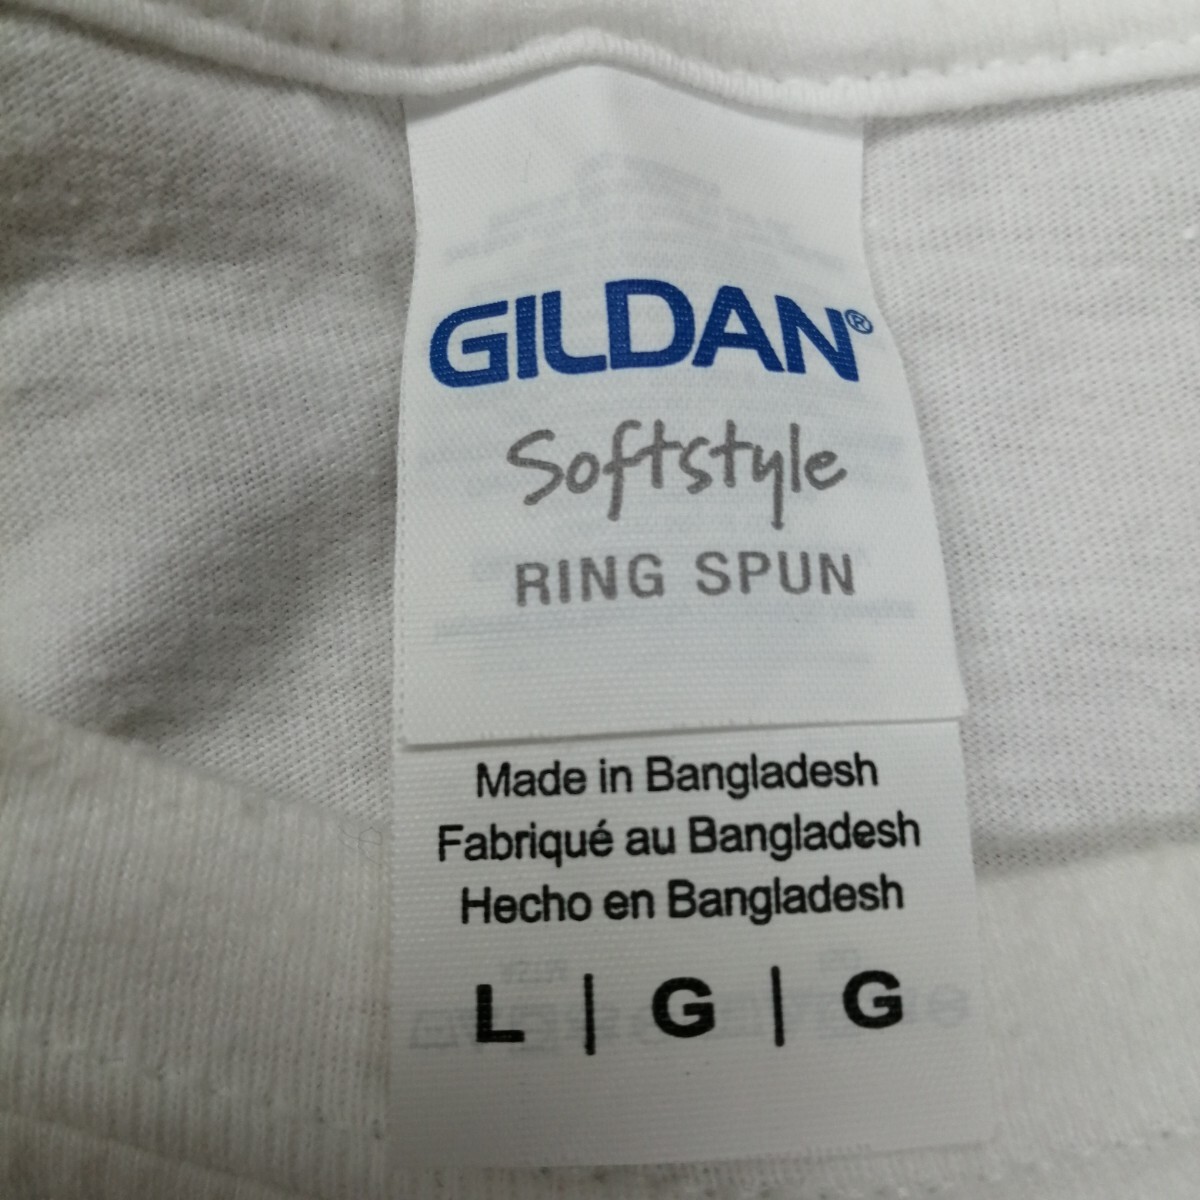 GILDAN®
Softstyle
RING SPUN
Made in Bangladesh
Fabriqué au Bangladesh
Hecho en Bangladesh
L | G | G